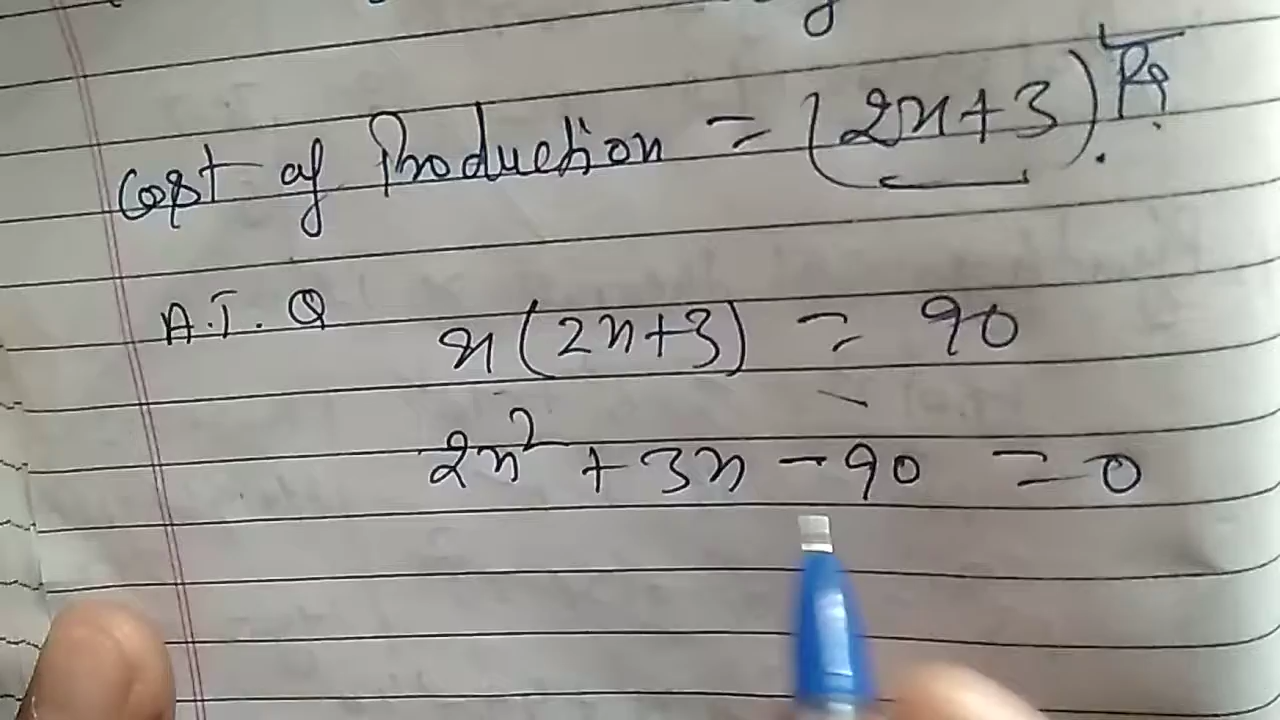 Cost of Production = (2x+3) Rs.
A.T.Q x(2x+3) = 90
2x² + 3x - 90 = 0